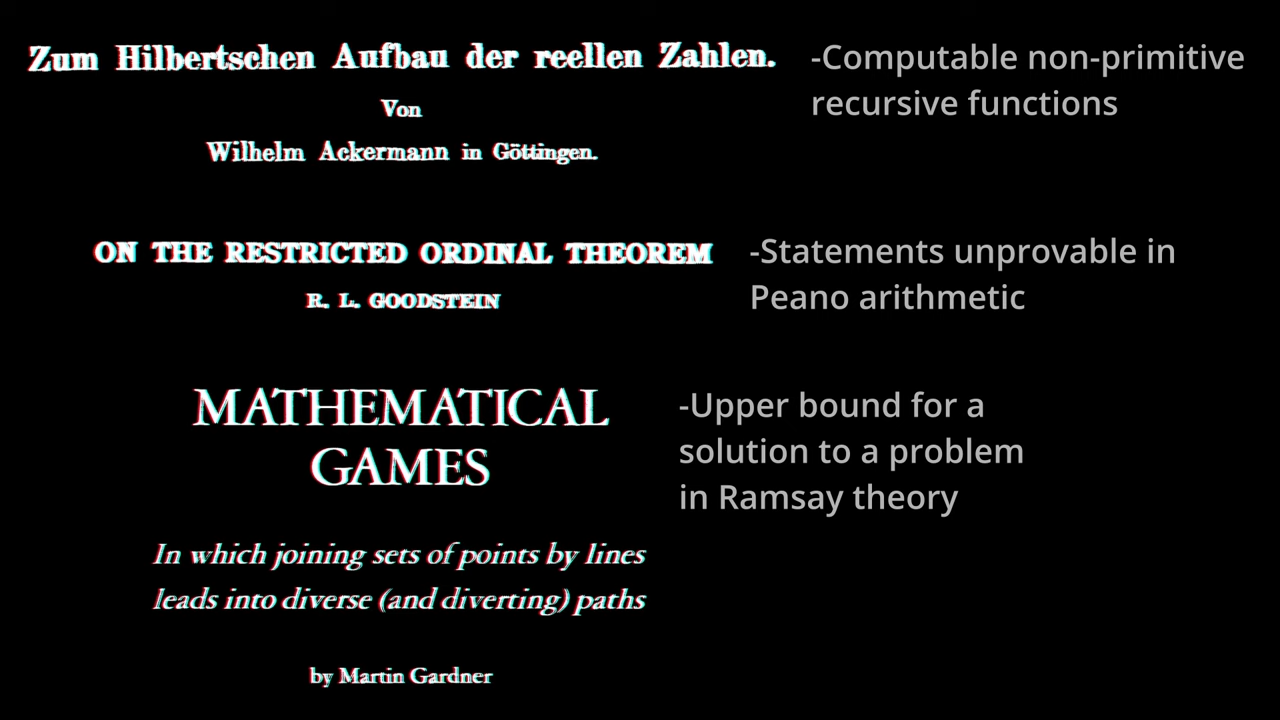 Zum Hilbertschen Aufbau der reellen Zahlen.
Von
Wilhelm Ackermann in Göttingen.
-Computable non-primitive
recursive functions
ON THE RESTRICTED ORDINAL THEOREM
R. L. GOODSTEIN
-Statements unprovable in
Peano arithmetic
MATHEMATICAL
GAMES
In which joining sets of points by lines
leads into diverse (and diverting) paths
by Martin Gardner
-Upper bound for a
solution to a problem
in Ramsay theory